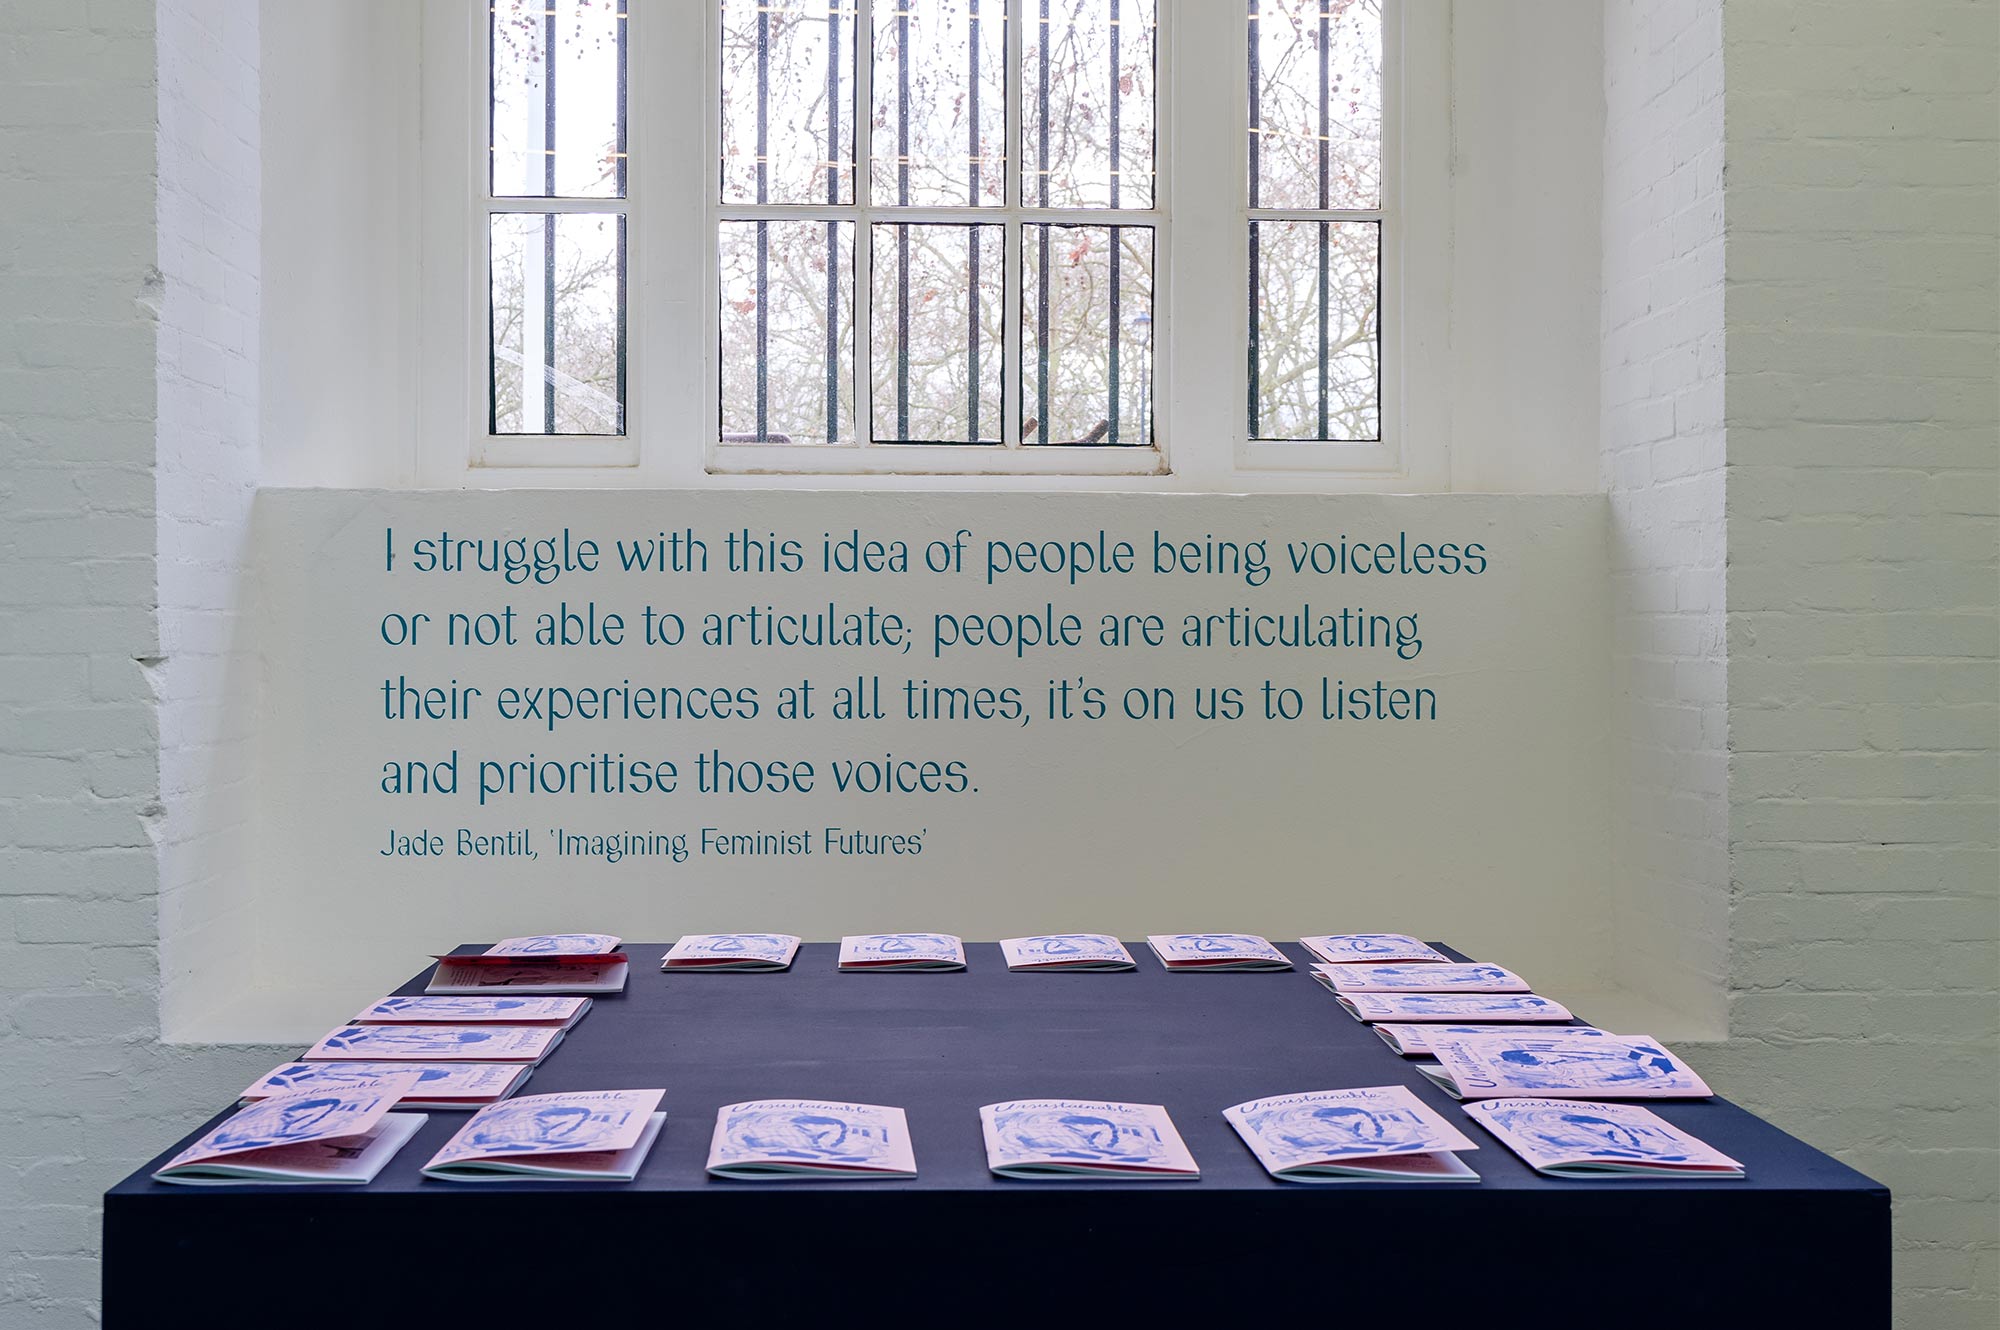 I struggle with this idea of people being voiceless
or not able to articulate; people are articulating
their experiences at all times, it's on us to listen
and prioritise those voices.
Jade Bentil, 'Imagining Feminist Futures'
Unsustainable
Unsustainable
Unsustainable
Unsustainable
Unsustainable
Unsustainable